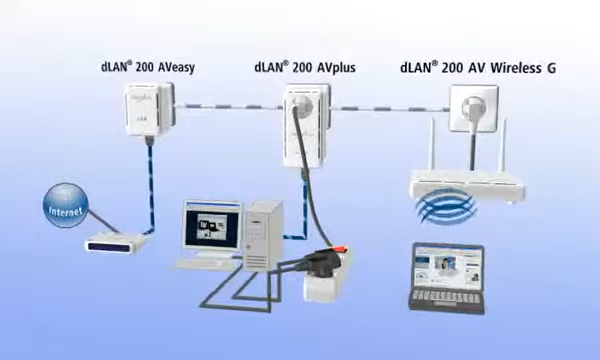 dLAN® 200 AVeasy
dLAN® 200 AVplus
dLAN® 200 AV Wireless G
Internet